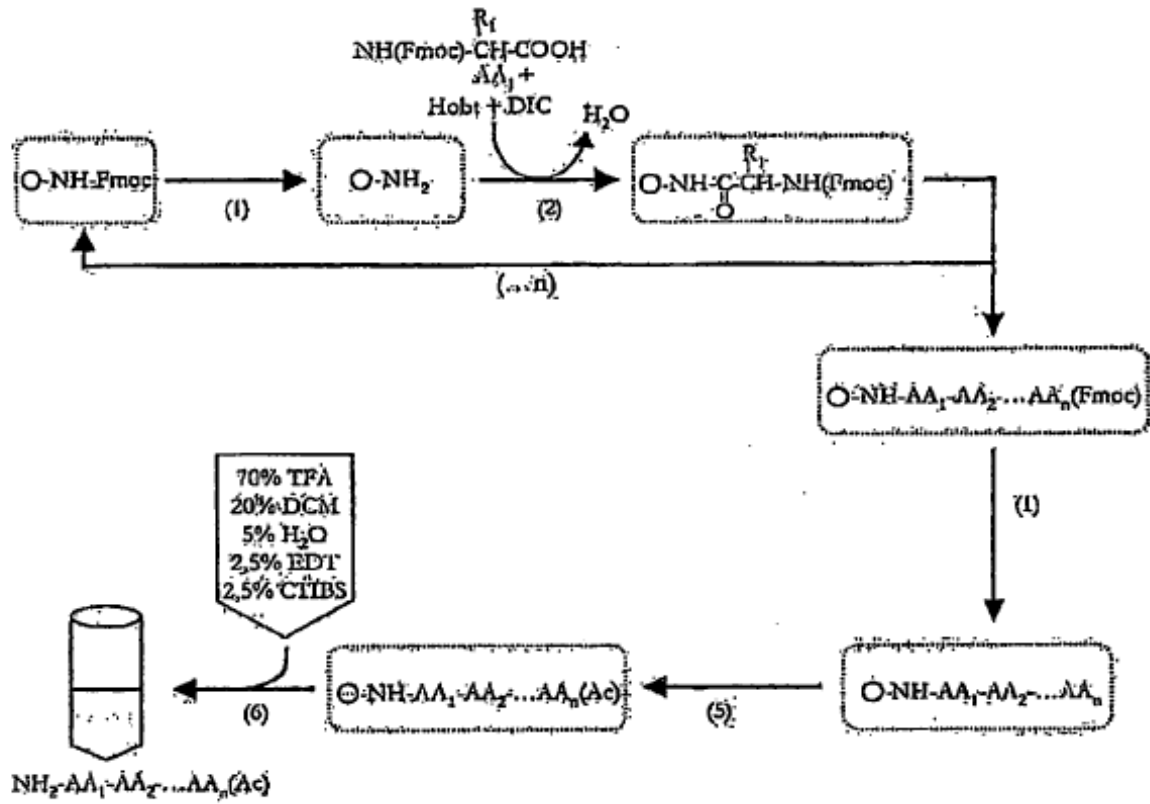 R₁
NH(Fmoc)-CH-COOH
AA₁ +
Hobt + DIC
H₂O
O-NH-Fmoc
(1)
O-NH₂
(2)
R₁
O-NH-C-CH-NH(Fmoc)
O
(...n)
O-NH-AA₁-AA₂-...AAₙ(Fmoc)
(1)
70% TFA
20% DCM
5% H₂O
2,5% EDT
2,5% CTIBS
O-NH-AA₁-AA₂-...AAₙ
(5)
O-NH-AA₁-AA₂-...AAₙ(Ac)
(6)
NH₂-AA₁-AA₂-...AAₙ(Ac)